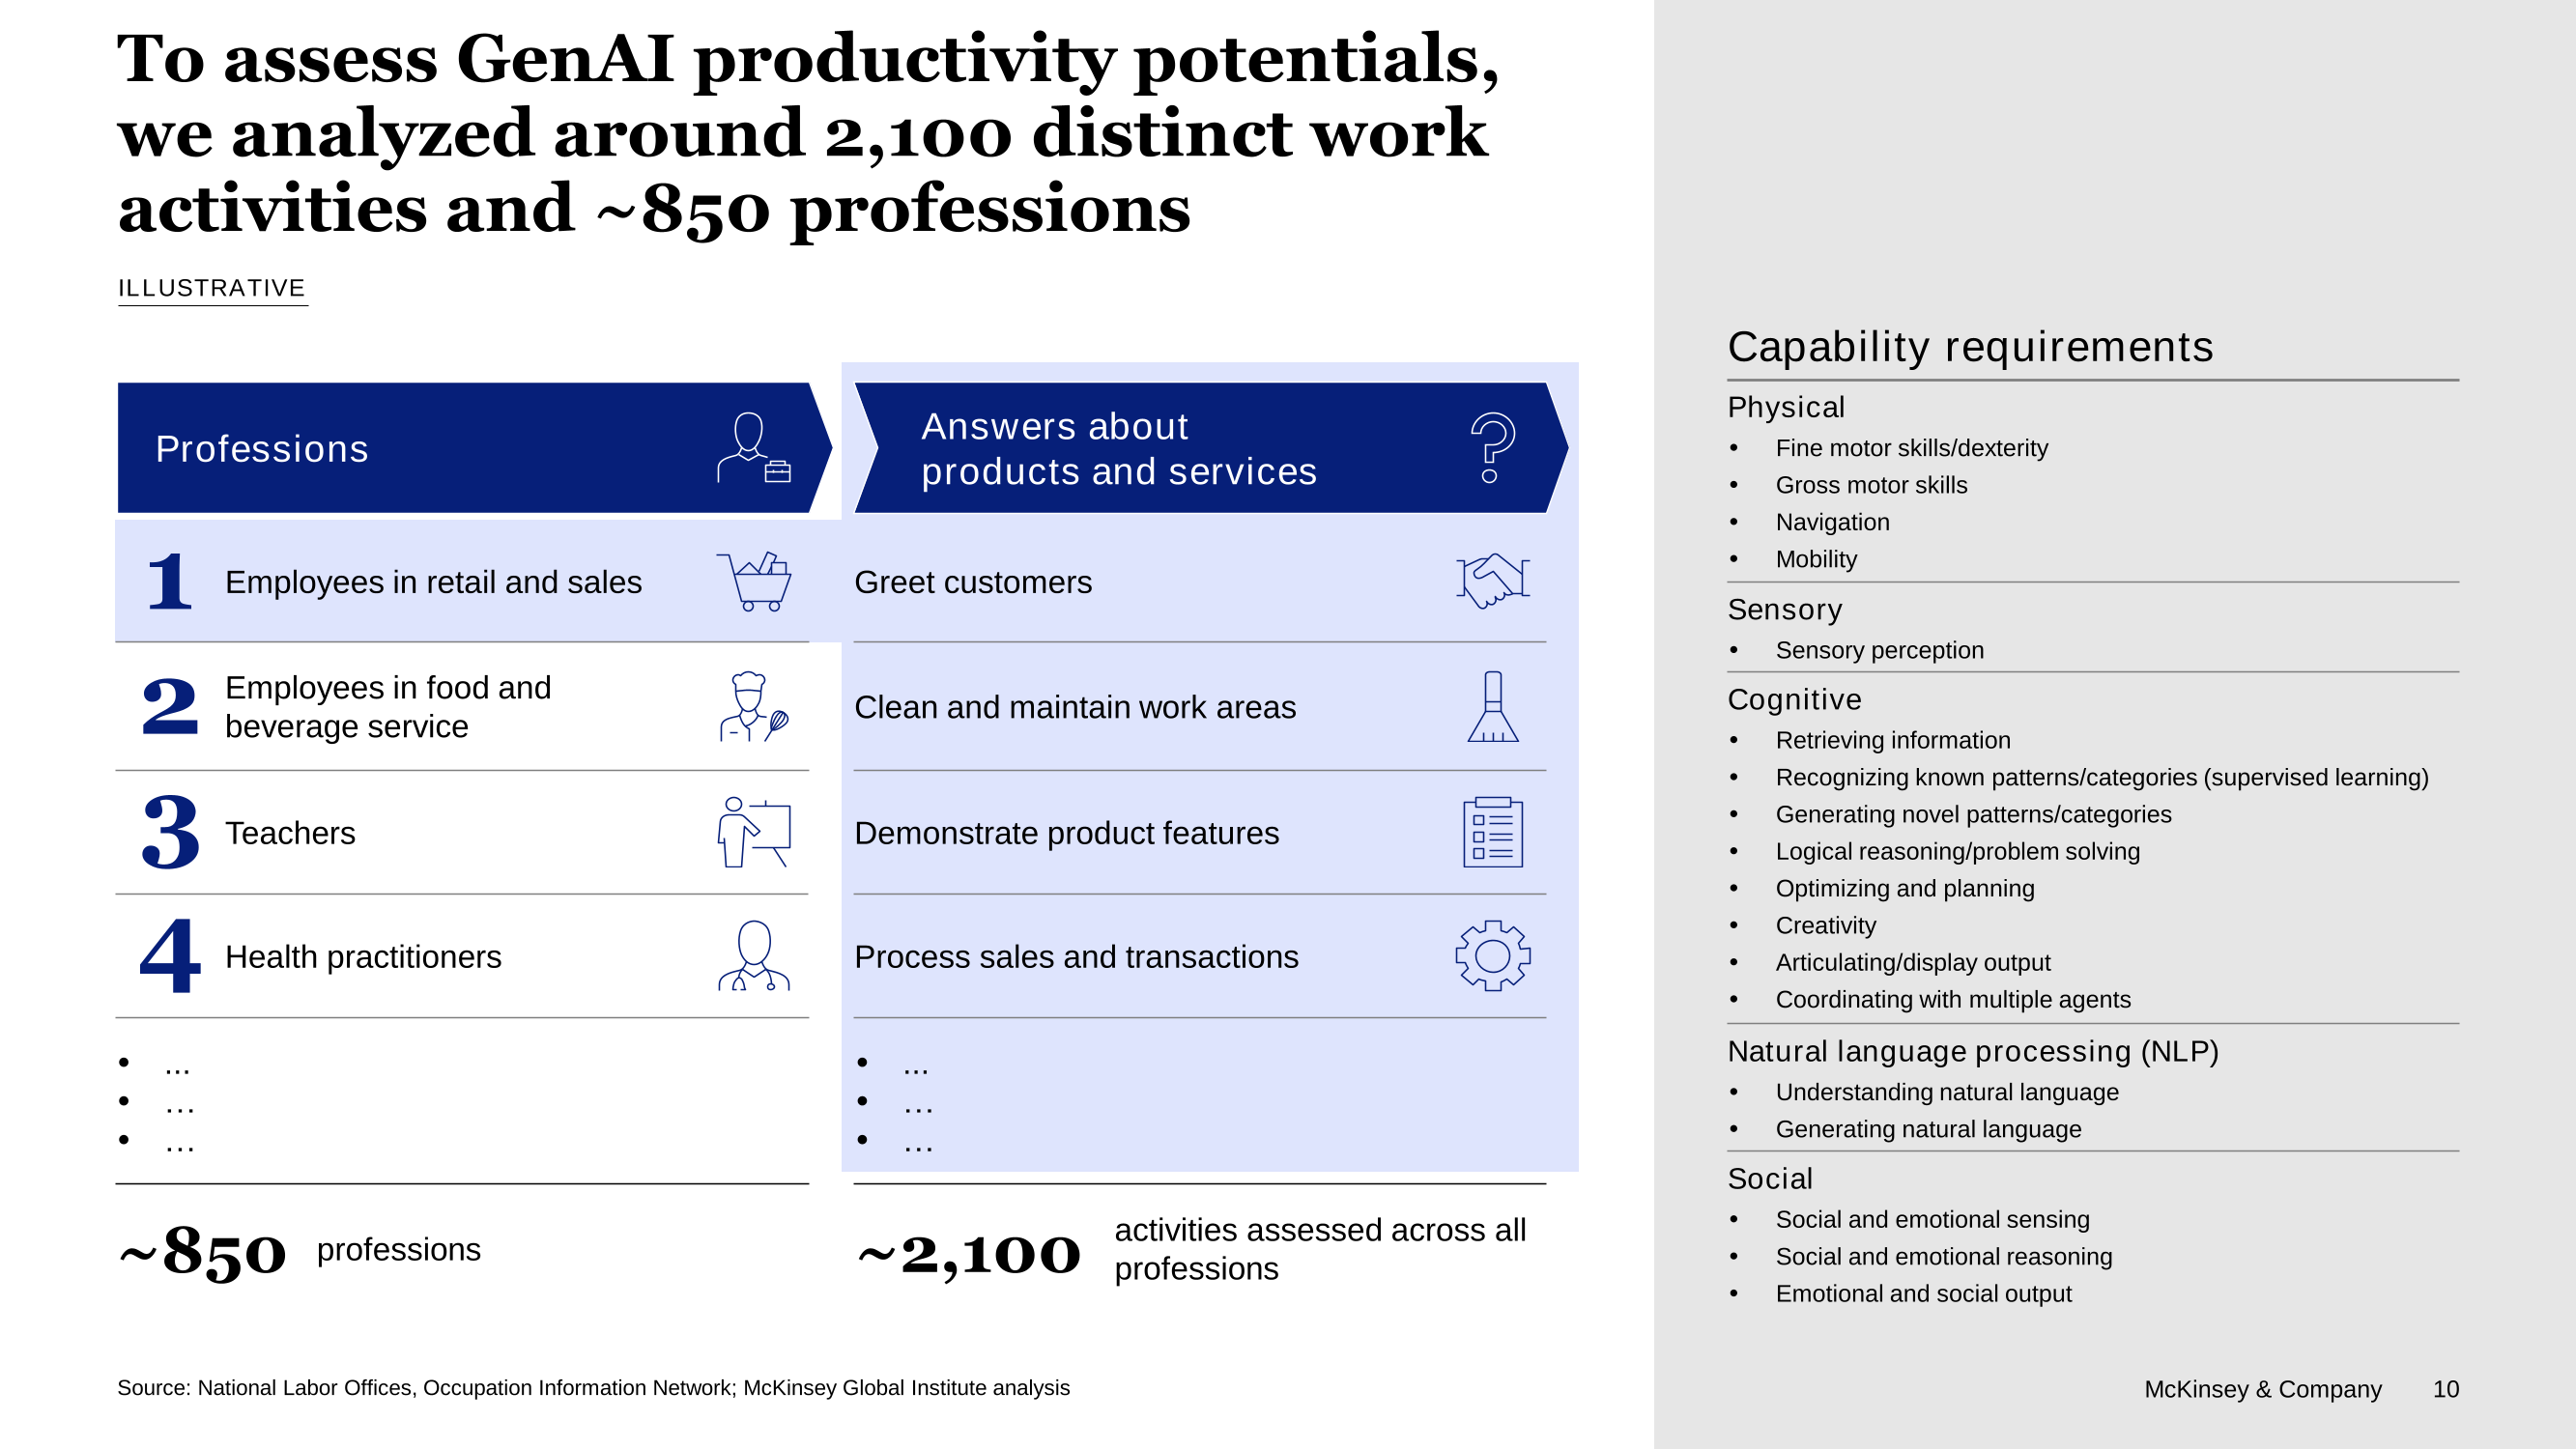 To assess GenAI productivity potentials,
we analyzed around 2,100 distinct work
activities and ~850 professions
ILLUSTRATIVE
Professions
1 Employees in retail and sales
2 Employees in food and
beverage service
3 Teachers
4 Health practitioners
• ...
• …
• …
~850 professions
Answers about
products and services
Greet customers
Clean and maintain work areas
Demonstrate product features
Process sales and transactions
• ...
• …
• …
~2,100 activities assessed across all
professions
Capability requirements
Physical
• Fine motor skills/dexterity
• Gross motor skills
• Navigation
• Mobility
Sensory
• Sensory perception
Cognitive
• Retrieving information
• Recognizing known patterns/categories (supervised learning)
• Generating novel patterns/categories
• Logical reasoning/problem solving
• Optimizing and planning
• Creativity
• Articulating/display output
• Coordinating with multiple agents
Natural language processing (NLP)
• Understanding natural language
• Generating natural language
Social
• Social and emotional sensing
• Social and emotional reasoning
• Emotional and social output
Source: National Labor Offices, Occupation Information Network; McKinsey Global Institute analysis
McKinsey & Company 10